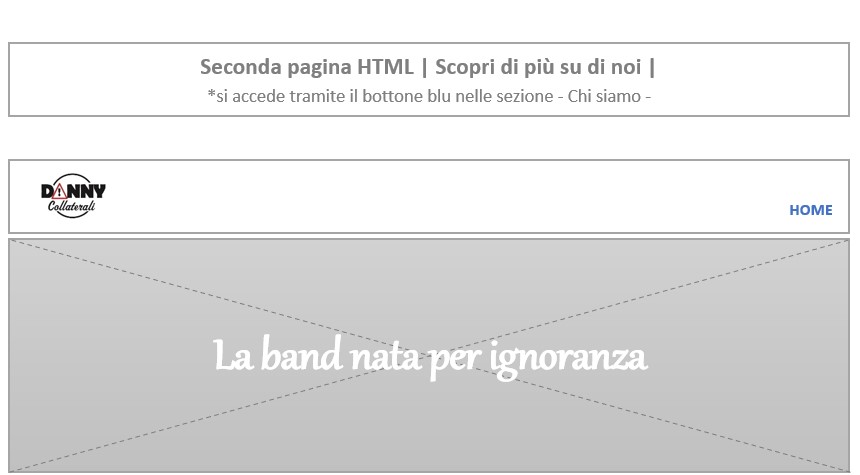 Seconda pagina HTML | Scopri di più su di noi |
*si accede tramite il bottone blu nelle sezione - Chi siamo -
DANNY
Collaterali
HOME
La band nata per ignoranza